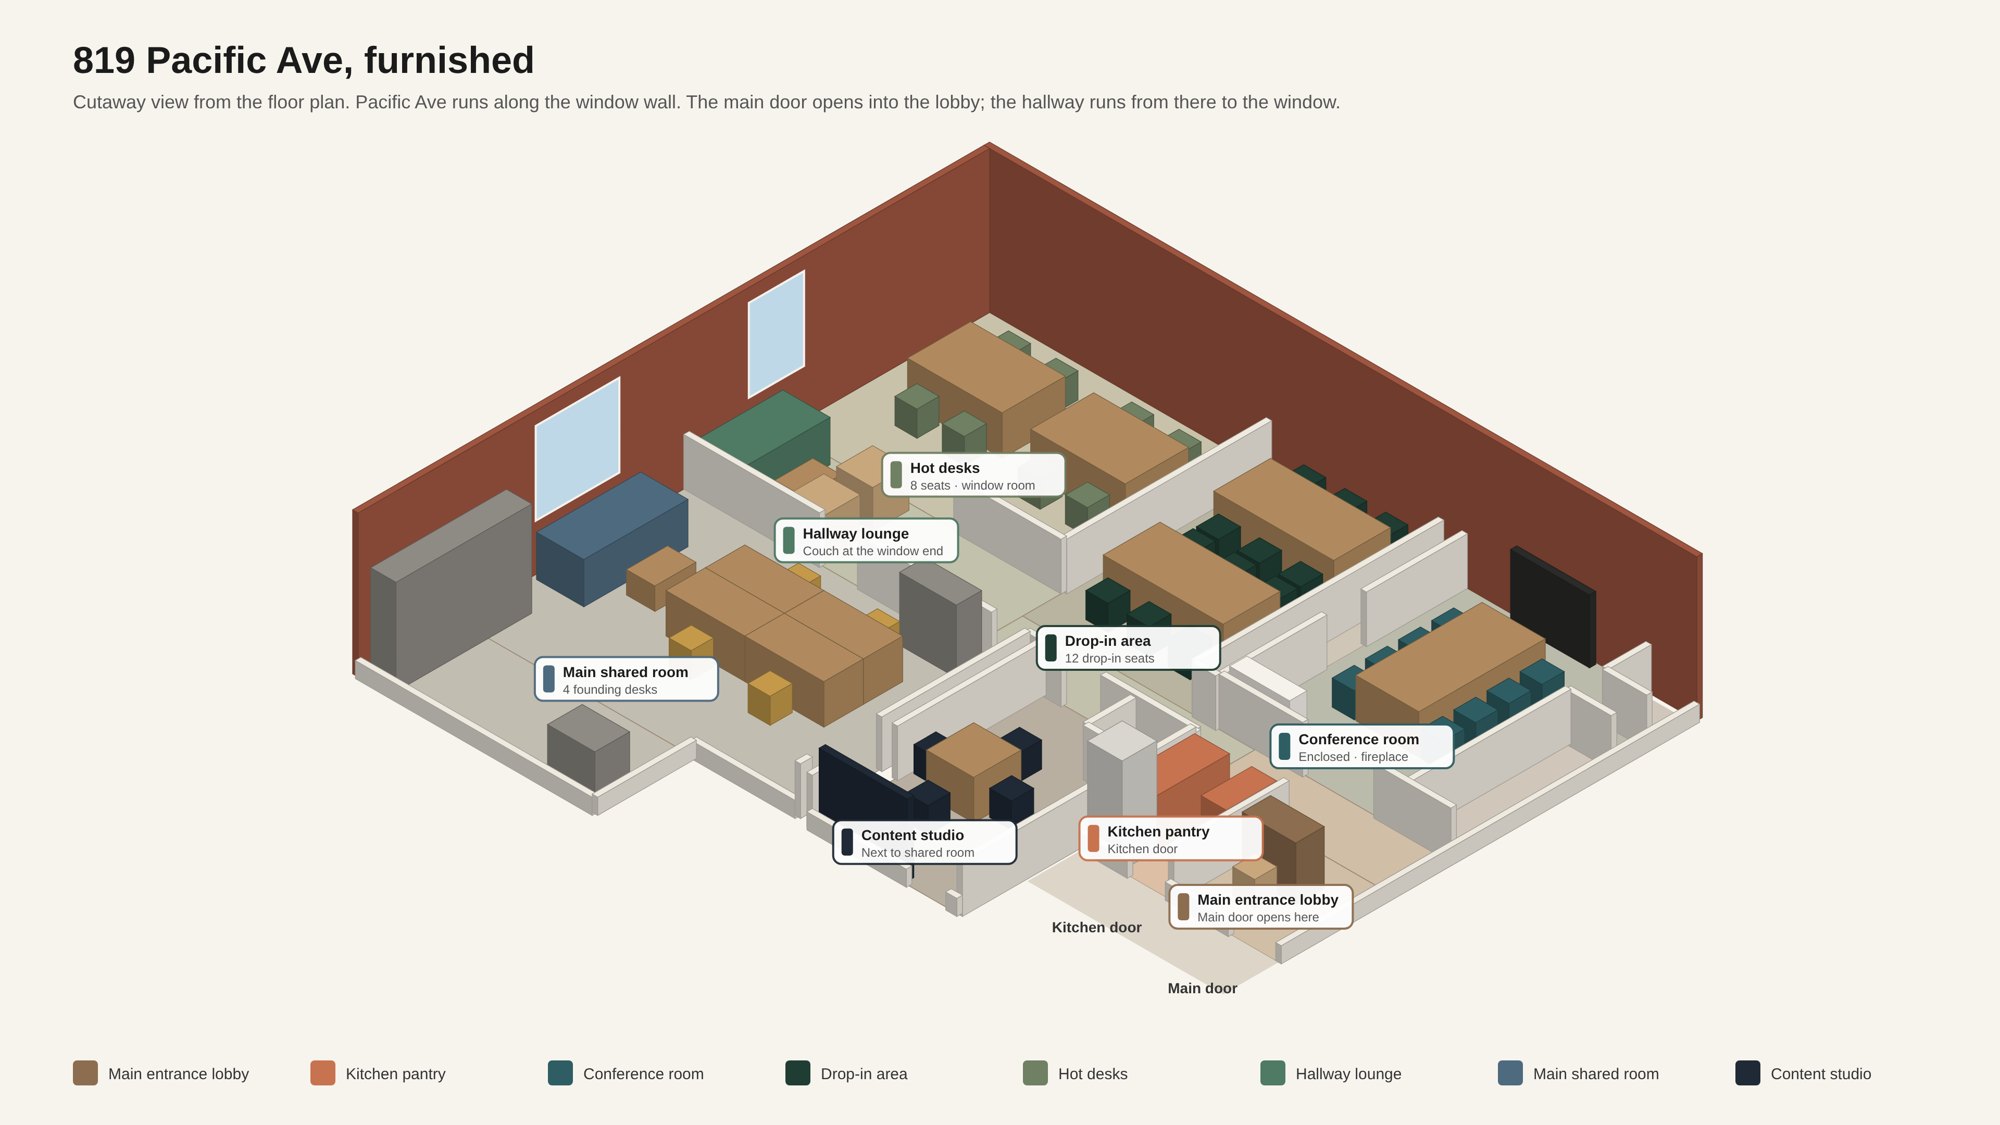 819 Pacific Ave, furnished
Cutaway view from the floor plan. Pacific Ave runs along the window wall. The main door opens into the lobby; the hallway runs from there to the window.
Hot desks
8 seats · window room
Hallway lounge
Couch at the window end
Drop-in area
12 drop-in seats
Main shared room
4 founding desks
Conference room
Enclosed · fireplace
Content studio
Next to shared room
Kitchen pantry
Kitchen door
Main entrance lobby
Main door opens here
Kitchen door
Main door
Main entrance lobby
Kitchen pantry
Conference room
Drop-in area
Hot desks
Hallway lounge
Main shared room
Content studio